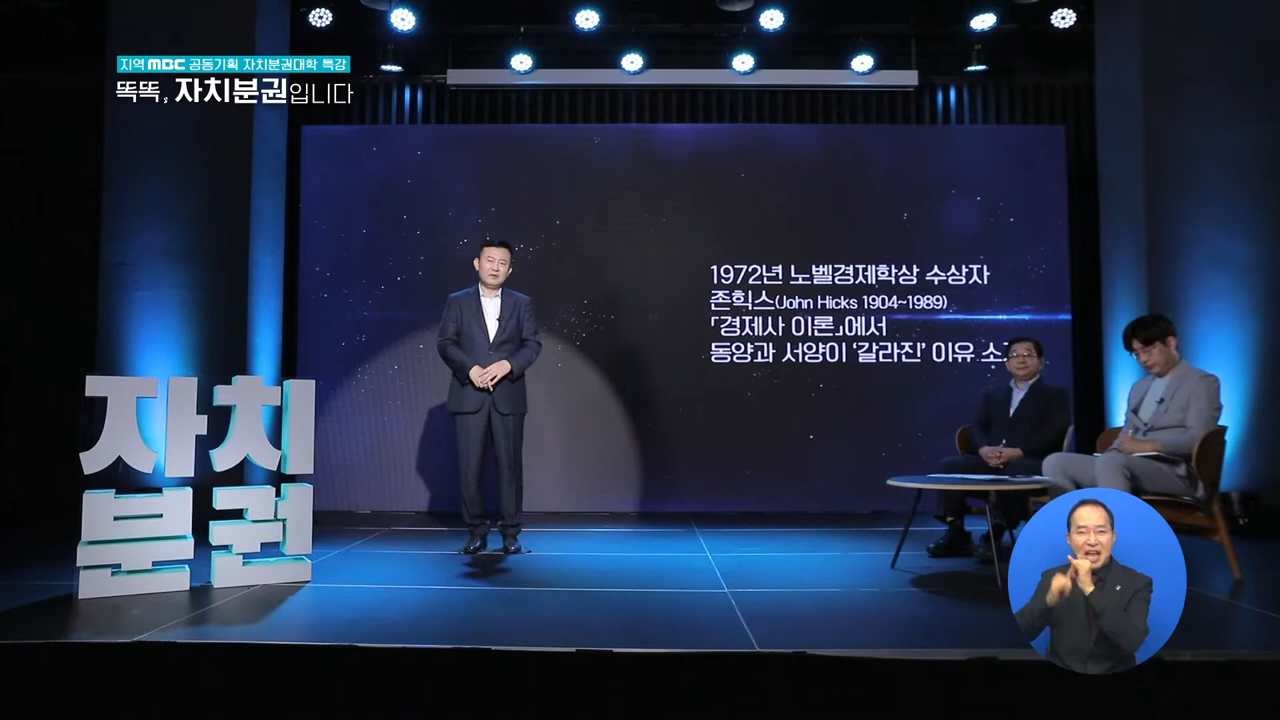 지역 MBC 공동기획 자치분권대학 특강
똑똑, 자치분권입니다
1972년 노벨경제학상 수상자
존힉스(John Hicks 1904~1989)
「경제사 이론」에서
동양과 서양이 '갈라진' 이유
자치
분권